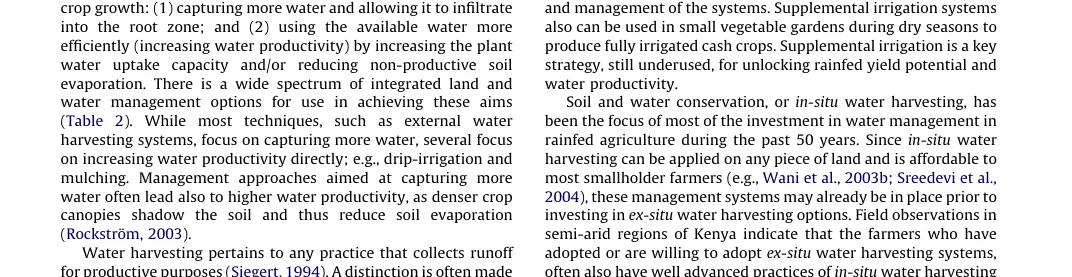 crop growth: (1) capturing more water and allowing it to infiltrate
into the root zone; and (2) using the available water more
efficiently (increasing water productivity) by increasing the plant
water uptake capacity and/or reducing non-productive soil
evaporation. There is a wide spectrum of integrated land and
water management options for use in achieving these aims
(Table 2). While most techniques, such as external water
harvesting systems, focus on capturing more water, several focus
on increasing water productivity directly; e.g., drip-irrigation and
mulching. Management approaches aimed at capturing more
water often lead also to higher water productivity, as denser crop
canopies shadow the soil and thus reduce soil evaporation
(Rockström, 2003).
Water harvesting pertains to any practice that collects runoff
for productive purposes (Siegert, 1994). A distinction is often made
and management of the systems. Supplemental irrigation systems
also can be used in small vegetable gardens during dry seasons to
produce fully irrigated cash crops. Supplemental irrigation is a key
strategy, still underused, for unlocking rainfed yield potential and
water productivity.
Soil and water conservation, or in-situ water harvesting, has
been the focus of most of the investment in water management in
rainfed agriculture during the past 50 years. Since in-situ water
harvesting can be applied on any piece of land and is affordable to
most smallholder farmers (e.g., Wani et al., 2003b; Sreedevi et al.,
2004), these management systems may already be in place prior to
investing in ex-situ water harvesting options. Field observations in
semi-arid regions of Kenya indicate that the farmers who have
adopted or are willing to adopt ex-situ water harvesting systems,
often also have well advanced practices of in-situ water harvesting